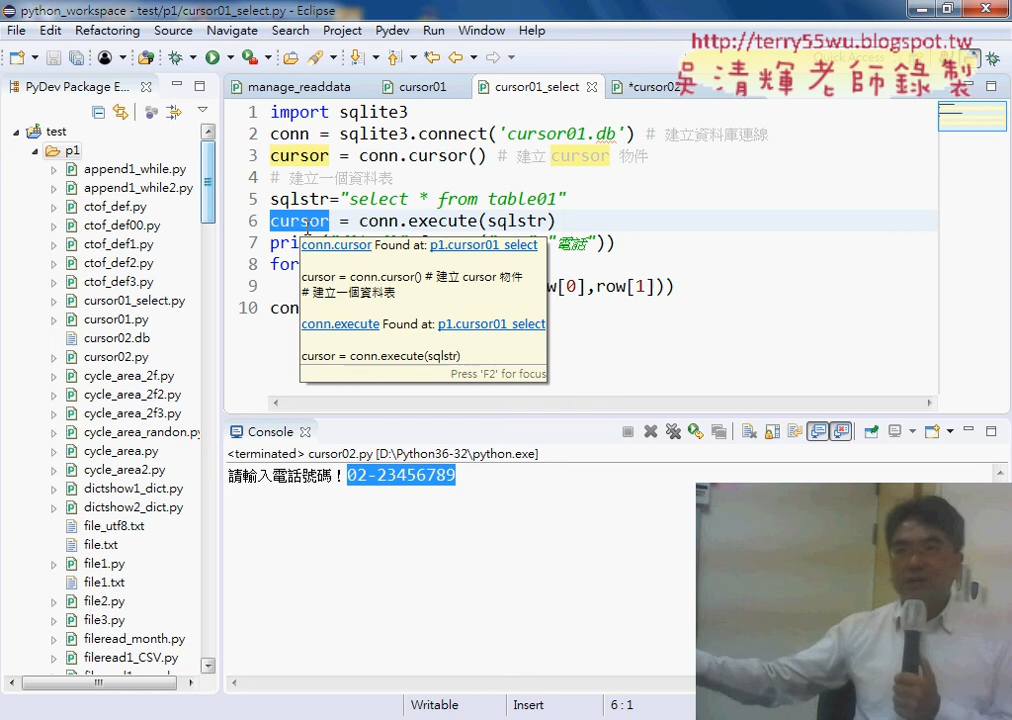 python_workspace - test/p1/cursor01_select.py - Eclipse
File Edit Refactoring Source Navigate Search Project Pydev Run Window Help
http://terry55wu.blogspot.tw
Quick Access
吳清輝老師錄製
PyDev Package E...
manage_readdata
cursor01
cursor01_select
*cursor02
test
p1
append1_while.py
append1_while2.py
ctof_def.py
ctof_def00.py
ctof_def1.py
ctof_def2.py
ctof_def3.py
cursor01_select.py
cursor01.py
cursor02.db
cursor02.py
cycle_area_2f.py
cycle_area_2f2.py
cycle_area_2f3.py
cycle_area_randon.py
cycle_area.py
cycle_area2.py
dictshow1_dict.py
dictshow2_dict.py
file_utf8.txt
file.txt
file1.py
file1.txt
file2.py
file3.py
fileread_month.py
fileread1_CSV.py
1 import sqlite3
2 conn = sqlite3.connect('cursor01.db') # 建立資料庫連線
3 cursor = conn.cursor() # 建立 cursor 物件
4 # 建立一個資料表
5 sqlstr="select * from table01"
6 cursor = conn.execute(sqlstr)
7 pri "電話"))
8 for
9 w[0],row[1]))
10 con
conn.cursor Found at: p1.cursor01_select
cursor = conn.cursor() # 建立 cursor 物件
# 建立一個資料表
conn.execute Found at: p1.cursor01_select
cursor = conn.execute(sqlstr)
Press 'F2' for focus
Console
<terminated> cursor02.py [D:\Python36-32\python.exe]
請輸入電話號碼！02-23456789
Writable Insert 6 : 1